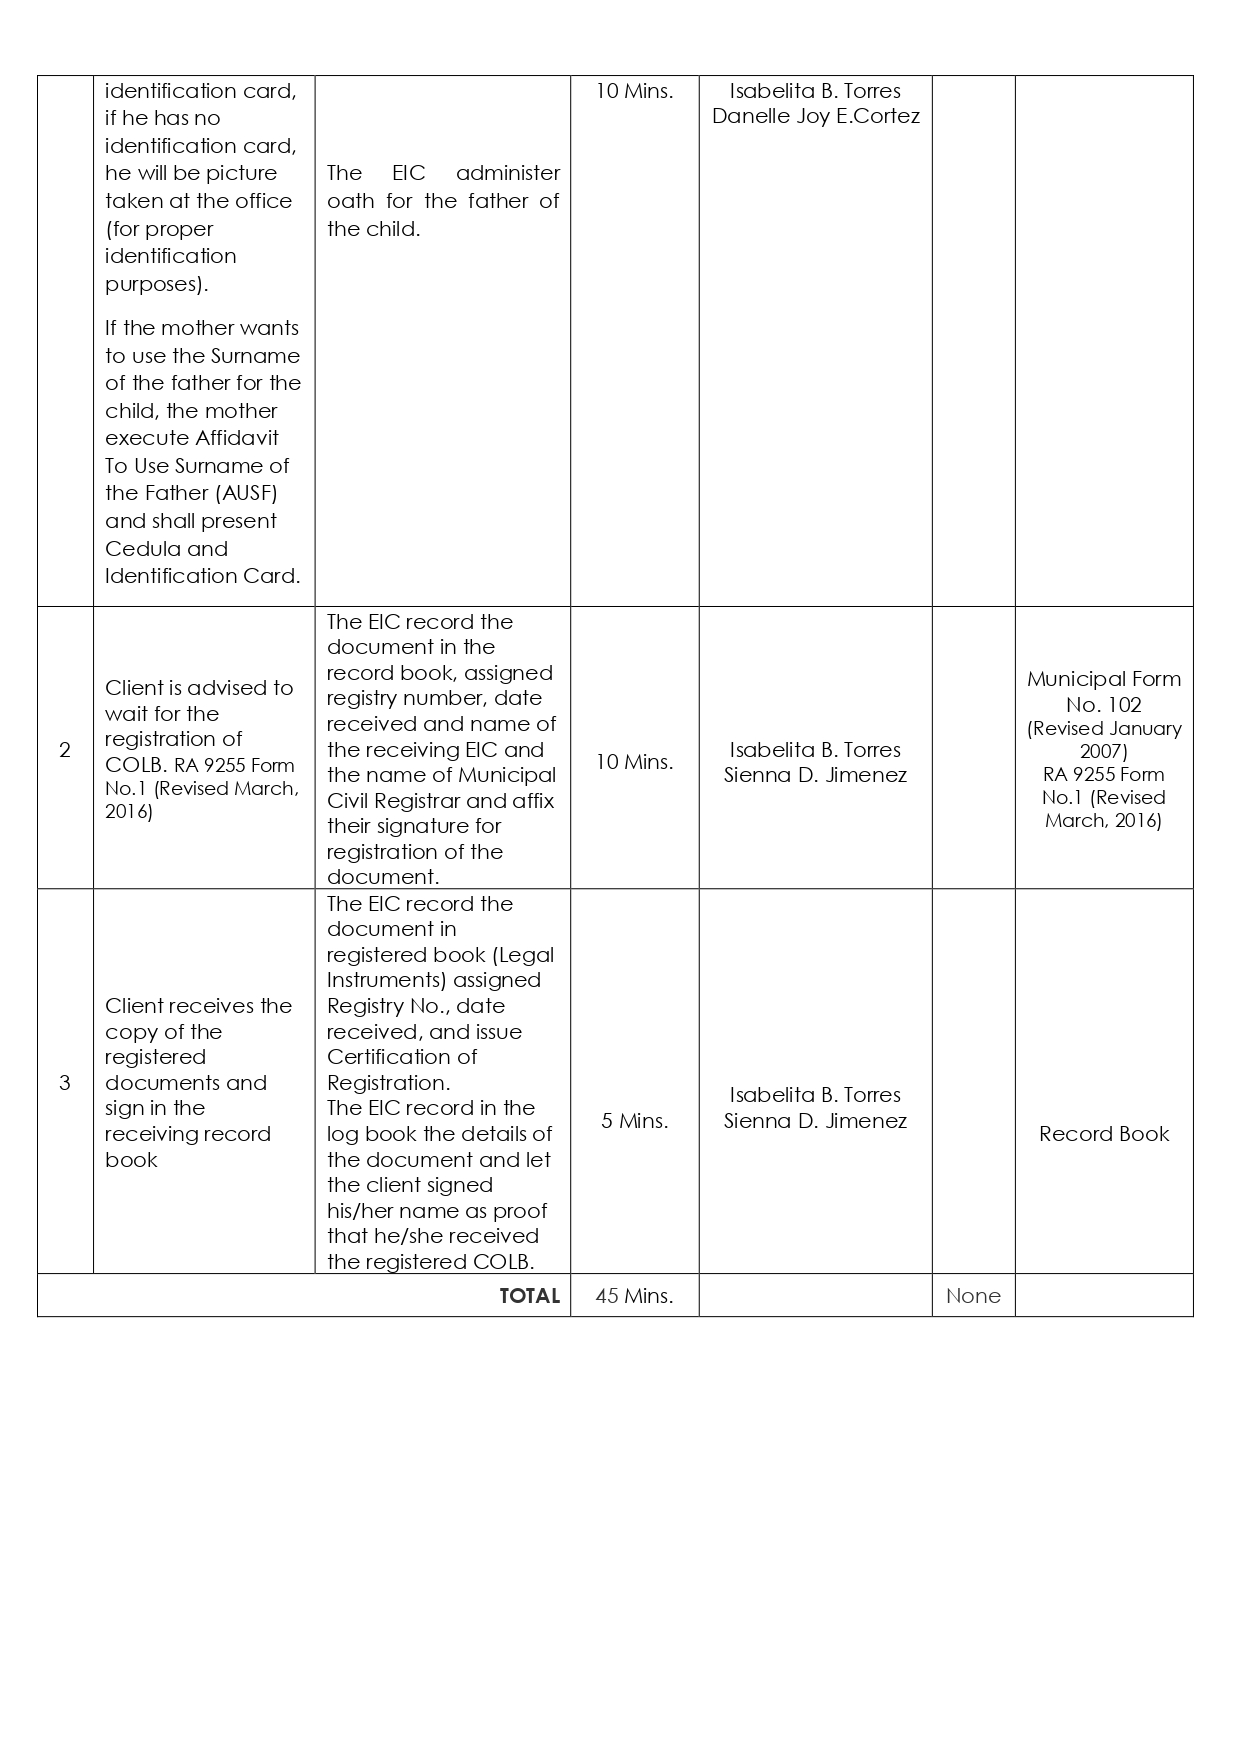 identification card,
if he has no
identification card,
he will be picture
taken at the office
(for proper
identification
purposes).
If the mother wants
to use the Surname
of the father for the
child, the mother
execute Affidavit
To Use Surname of
the Father (AUSF)
and shall present
Cedula and
Identification Card.
The EIC administer
oath for the father of
the child.
10 Mins.
Isabelita B. Torres
Danelle Joy E.Cortez
2
Client is advised to
wait for the
registration of
COLB. RA 9255 Form
No.1 (Revised March,
2016)
The EIC record the
document in the
record book, assigned
registry number, date
received and name of
the receiving EIC and
the name of Municipal
Civil Registrar and affix
their signature for
registration of the
document.
10 Mins.
Isabelita B. Torres
Sienna D. Jimenez
Municipal Form
No. 102
(Revised January
2007)
RA 9255 Form
No.1 (Revised
March, 2016)
3
Client receives the
copy of the
registered
documents and
sign in the
receiving record
book
The EIC record the
document in
registered book (Legal
Instruments) assigned
Registry No., date
received, and issue
Certification of
Registration.
The EIC record in the
log book the details of
the document and let
the client signed
his/her name as proof
that he/she received
the registered COLB.
5 Mins.
Isabelita B. Torres
Sienna D. Jimenez
Record Book
TOTAL
45 Mins.
None